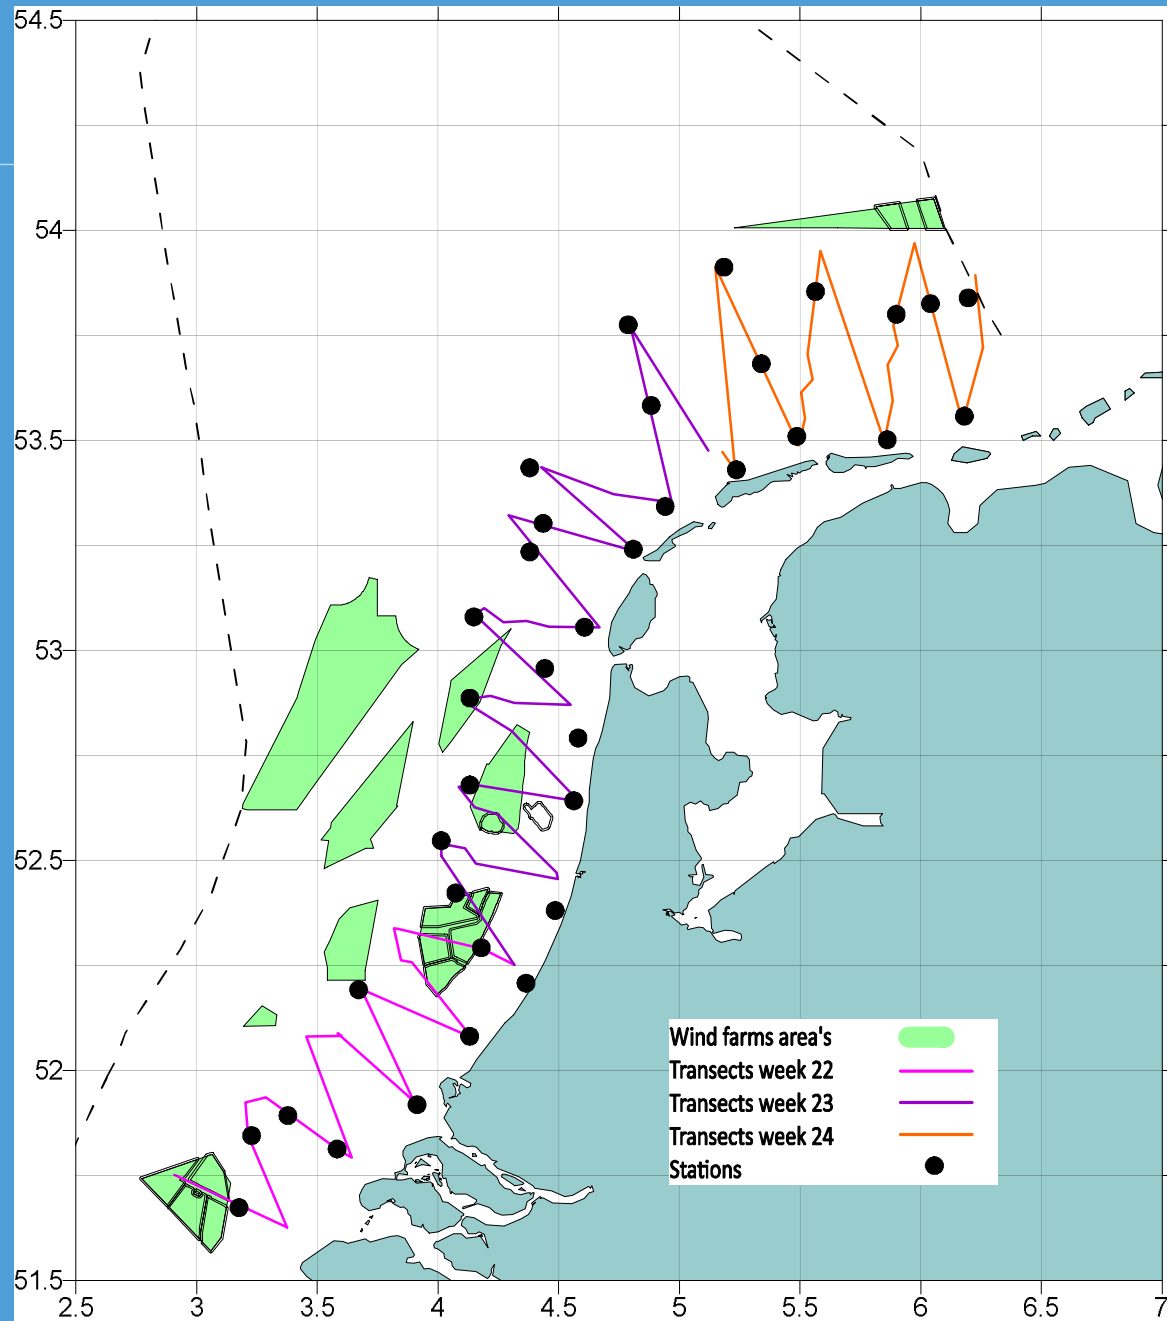 54.5
54
53.5
53
52.5
52
51.5
Wind farms area's
Transects week 22
Transects week 23
Transects week 24
Stations
2.5 3 3.5 4 4.5 5 5.5 6 6.5 7